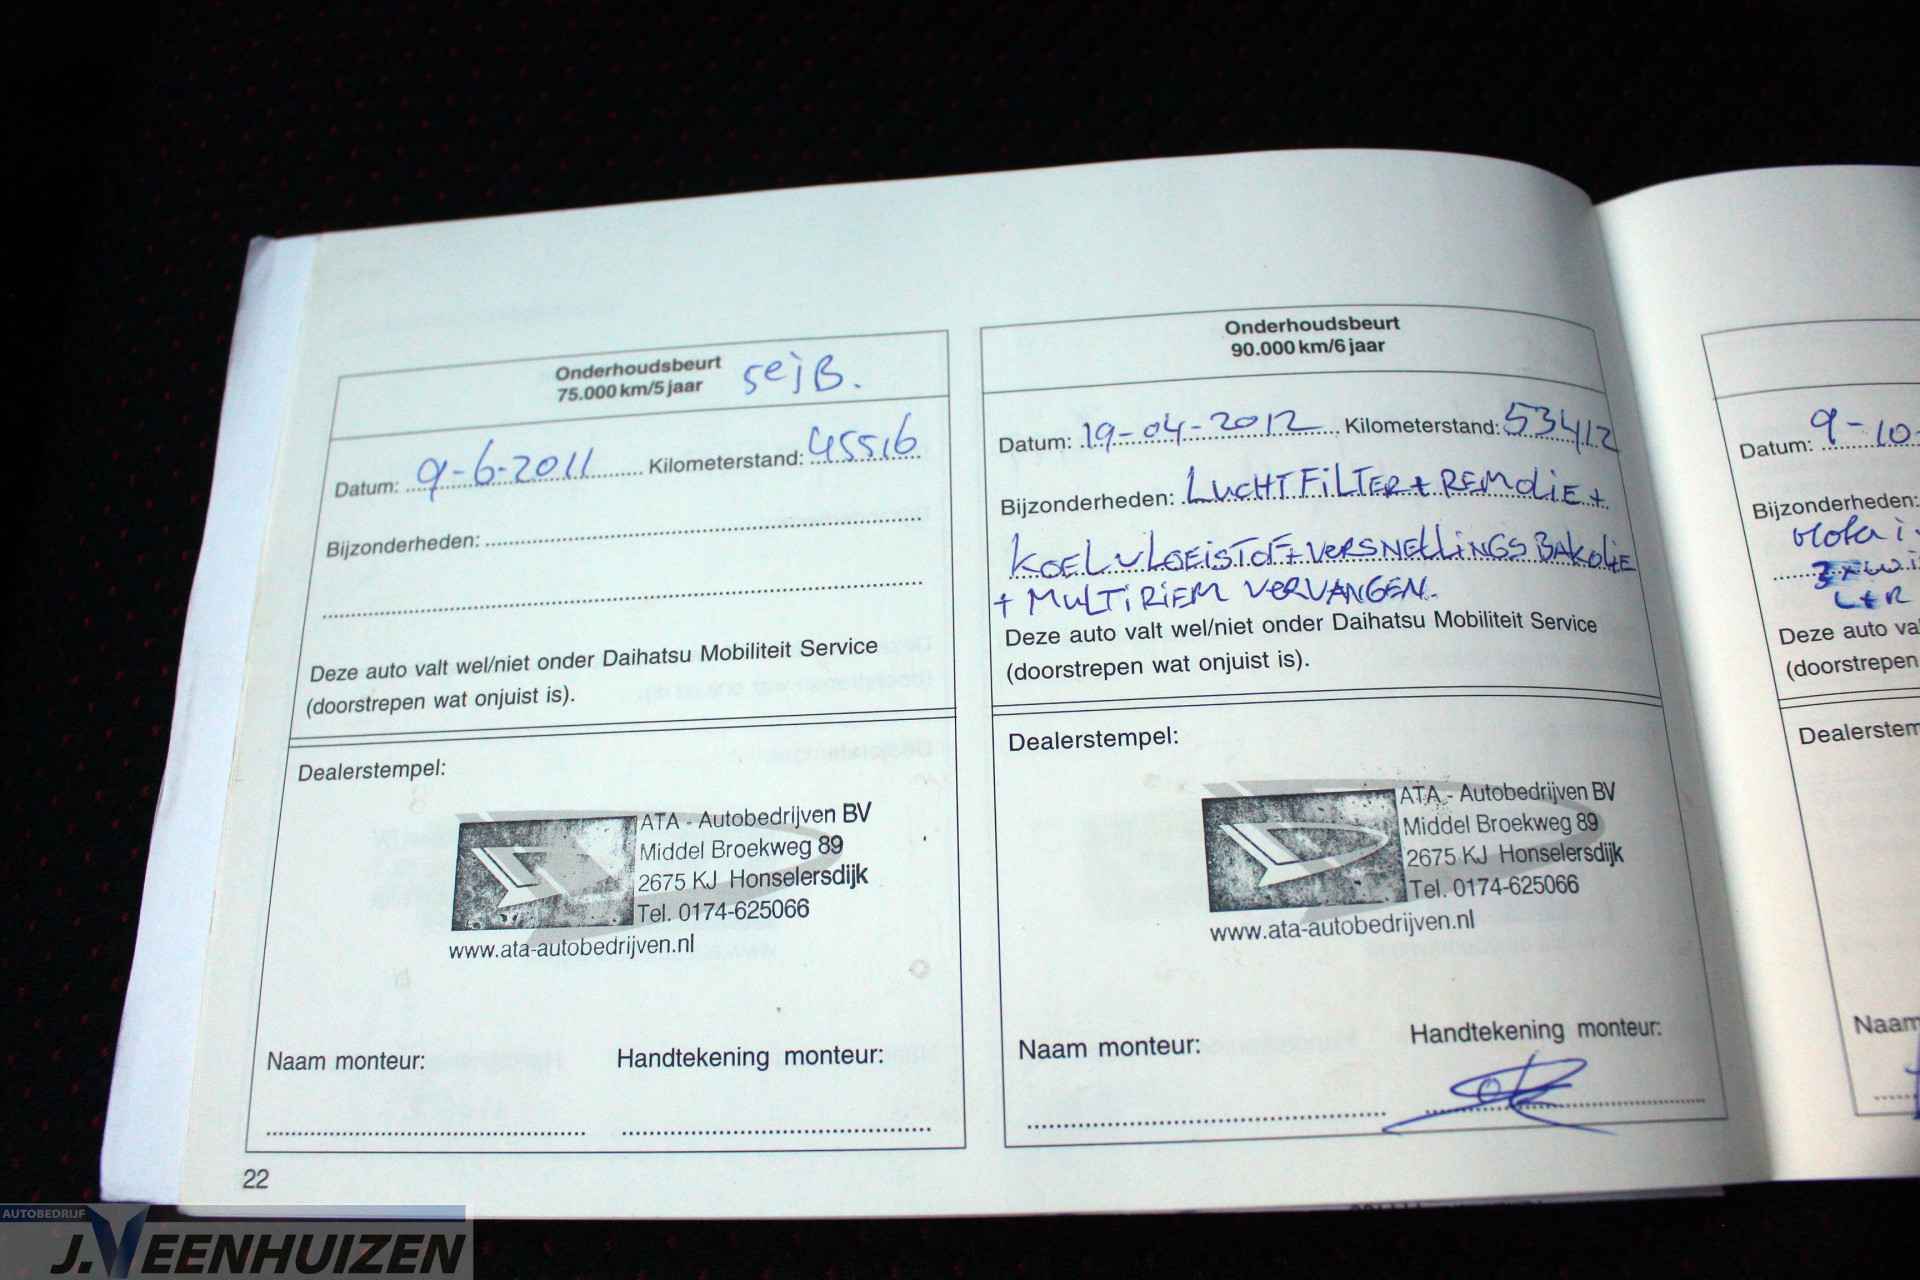 Onderhoudsbeurt
75.000 km/5 jaar
Datum: 9-6-2011 Kilometerstand: 45516
Bijzonderheden:
Deze auto valt wel/niet onder Daihatsu Mobiliteit Service
(doorstrepen wat onjuist is).
Dealerstempel:
ATA - Autobedrijven BV
Middel Broekweg 89
2675 KJ Honselersdijk
Tel. 0174-625066
www.ata-autobedrijven.nl
Naam monteur: Handtekening monteur:
22
Onderhoudsbeurt
90.000 km/6 jaar
Datum: 19-04-2012 Kilometerstand: 53412
Bijzonderheden: LUCHTFILTER + REMOLIE +
KOELVLOEISTOF + VERSNELLINGSBAKOLIE
+ MULTIRIEM VERVANGEN.
Deze auto valt wel/niet onder Daihatsu Mobiliteit Service
(doorstrepen wat onjuist is).
Dealerstempel:
ATA - Autobedrijven BV
Middel Broekweg 89
2675 KJ Honselersdijk
Tel. 0174-625066
www.ata-autobedrijven.nl
Naam monteur: Handtekening monteur:
Datum: 9-10-
Bijzonderheden:
Deze auto
(doorstrepen
Naam
AUTOBEDRIJF
J.VEENHUIZEN